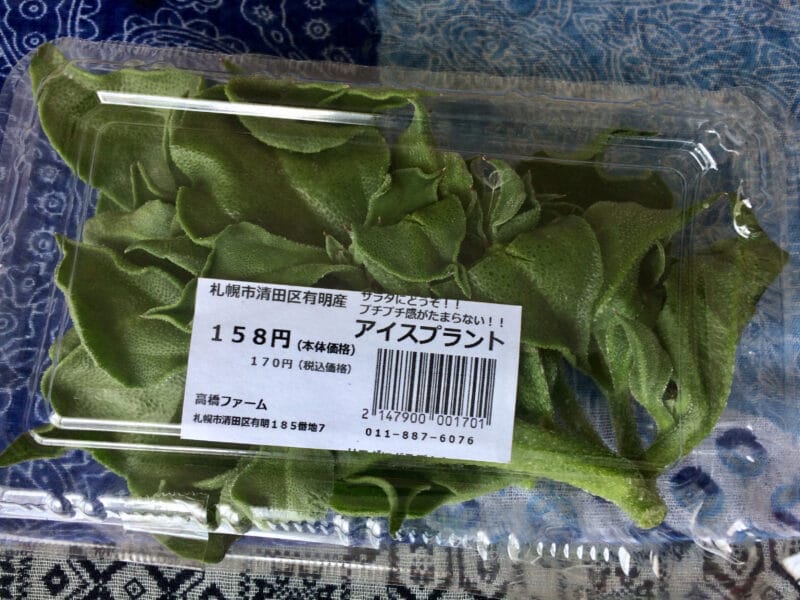 札幌市清田区有明産
サラダにどうぞ！！
プチプチ感がたまらない！！
アイスプラント
１５８円 (本体価格)
１７０円（税込価格）
高橋ファーム
札幌市清田区有明１８５番地７
2 147900 001701
０１１-８８７-６０７６